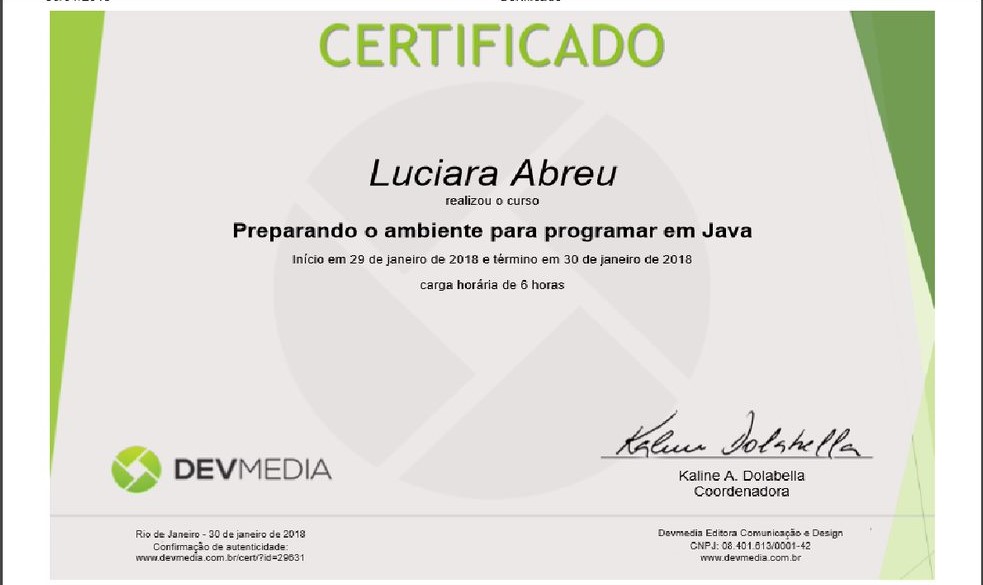 CERTIFICADO
Luciara Abreu
realizou o curso
Preparando o ambiente para programar em Java
Início em 29 de janeiro de 2018 e término em 30 de janeiro de 2018
carga horária de 6 horas
Kaline Dolabella
DEVMEDIA
Kaline A. Dolabella
Coordenadora
Rio de Janeiro - 30 de janeiro de 2018
Confirmação de autenticidade:
www.devmedia.com.br/cert/?id=29631
Devmedia Editora Comunicação e Design
CNPJ: 08.401.613/0001-42
www.devmedia.com.br